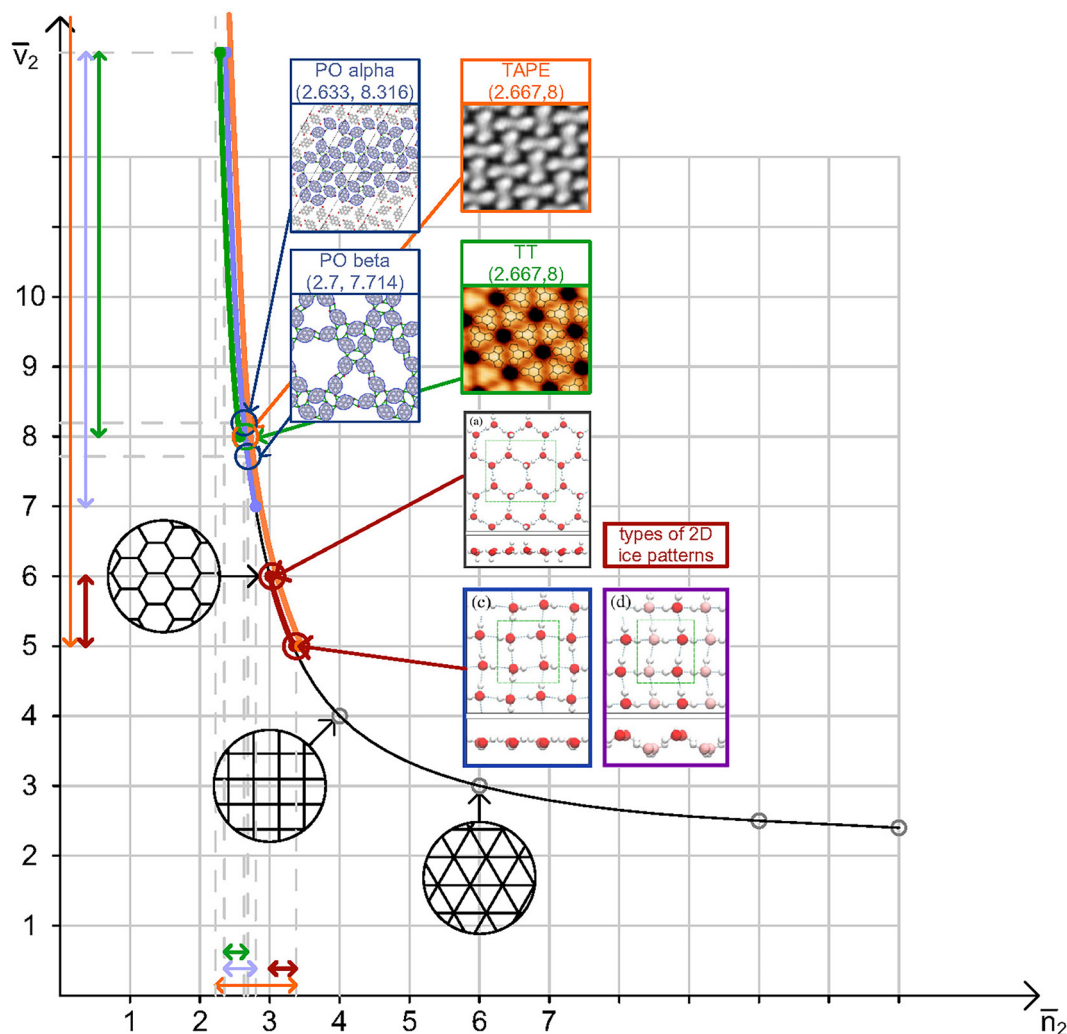 v̅₂
PO alpha
(2.633, 8.316)
TAPE
(2.667,8)
PO beta
(2.7, 7.714)
TT
(2.667,8)
(a)
types of 2D
ice patterns
(c)
(d)
10
9
8
7
6
5
4
3
2
1
1 2 3 4 5 6 7
n̅₂